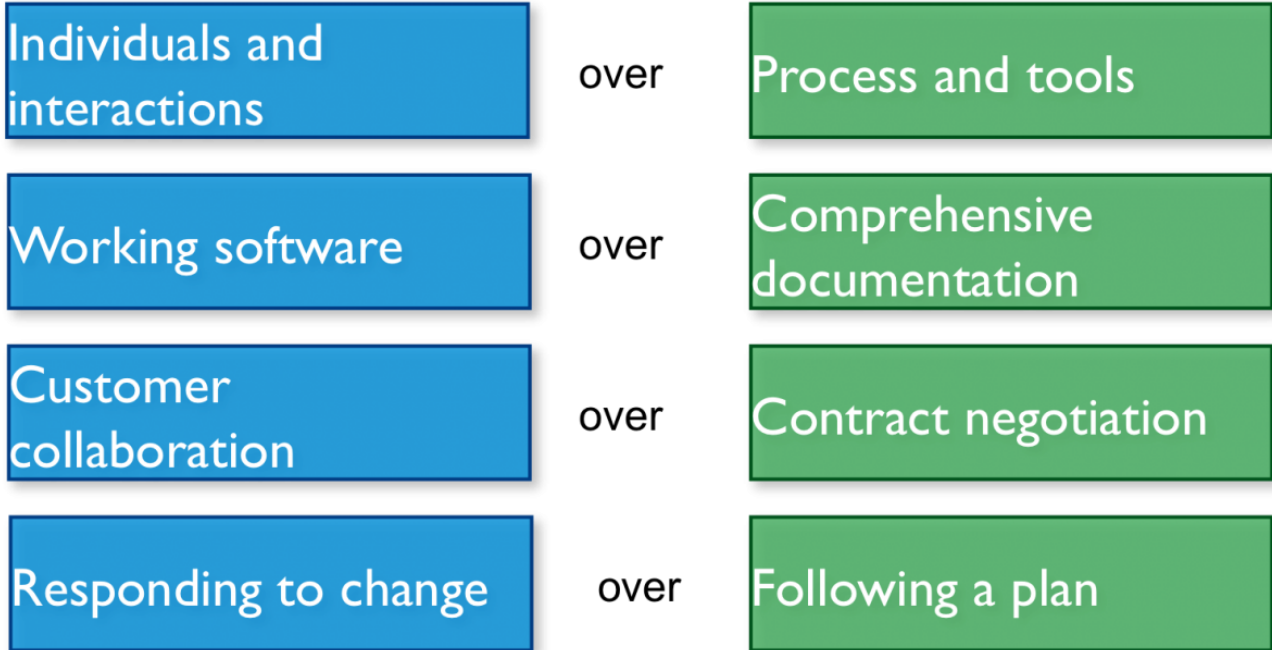 Individuals and
interactions
over
Process and tools
Working software
over
Comprehensive
documentation
Customer
collaboration
over
Contract negotiation
Responding to change
over
Following a plan